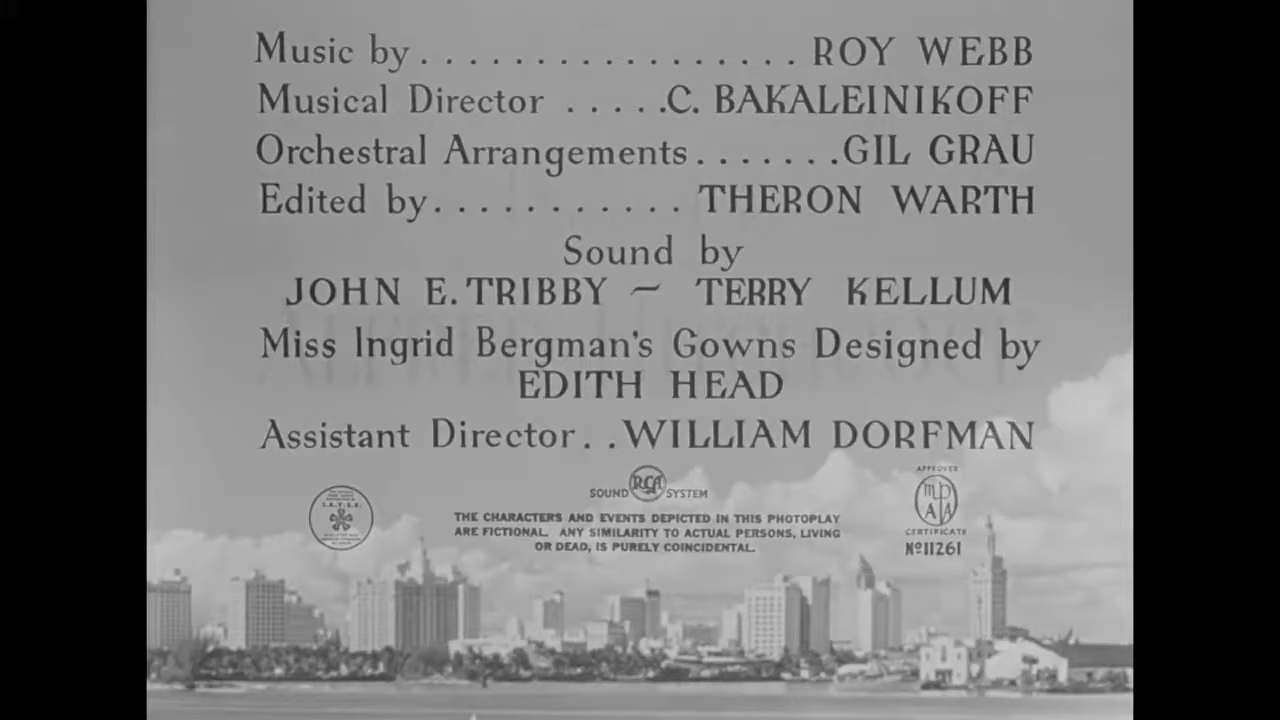 Music by.................ROY WEBB
Musical Director .....C. BAKALEINIKOFF
Orchestral Arrangements.......GIL GRAU
Edited by...........THERON WARTH
Sound by
JOHN E. TRIBBY ~ TERRY KELLUM
Miss Ingrid Bergman's Gowns Designed by
EDITH HEAD
Assistant Director..WILLIAM DORFMAN
SOUND RCA SYSTEM
APPROVED
MPAA
CERTIFICATE
Nº11261
I.A.T.S.E.
THE CHARACTERS AND EVENTS DEPICTED IN THIS PHOTOPLAY
ARE FICTIONAL. ANY SIMILARITY TO ACTUAL PERSONS, LIVING
OR DEAD, IS PURELY COINCIDENTAL.